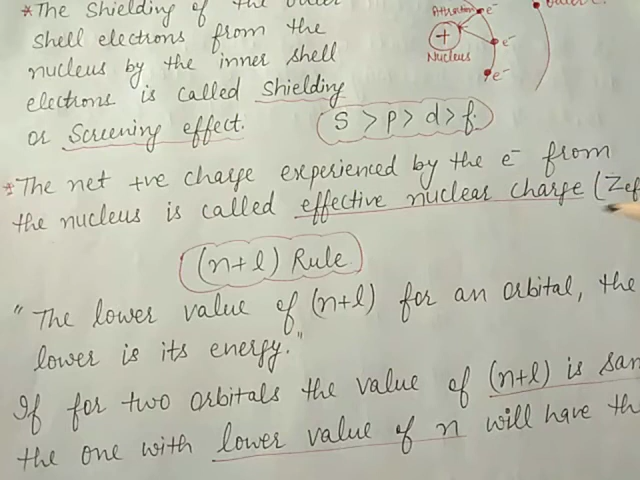 * The Shielding of the outer
Shell electrons from the
nucleus by the inner shell
electrons is called Shielding
or Screening effect.
S > p > d > f.
Attraction e⁻
+
Nucleus
e⁻
e⁻
* The net +ve charge experienced by the e⁻ from
the nucleus is called effective nuclear charge (Zef
(n+l) Rule
"The lower value of (n+l) for an orbital, the
lower is its energy."
If for two orbitals the value of (n+l) is sam
the one with lower value of n will have th